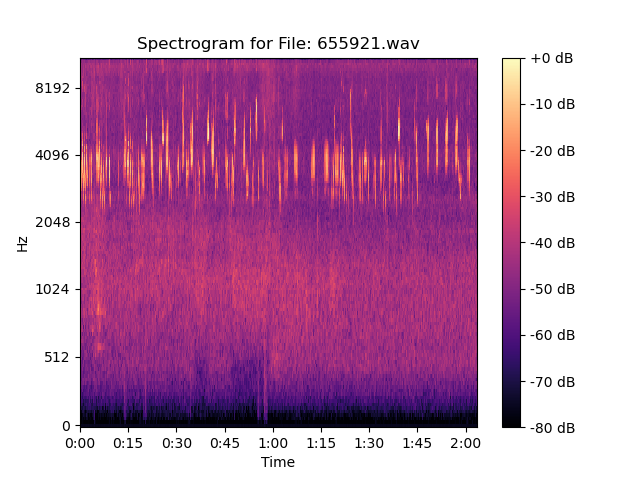 Spectrogram for File: 655921.wav
Hz
8192
4096
2048
1024
512
0
0:00 0:15 0:30 0:45 1:00 1:15 1:30 1:45 2:00
Time
+0 dB
-10 dB
-20 dB
-30 dB
-40 dB
-50 dB
-60 dB
-70 dB
-80 dB